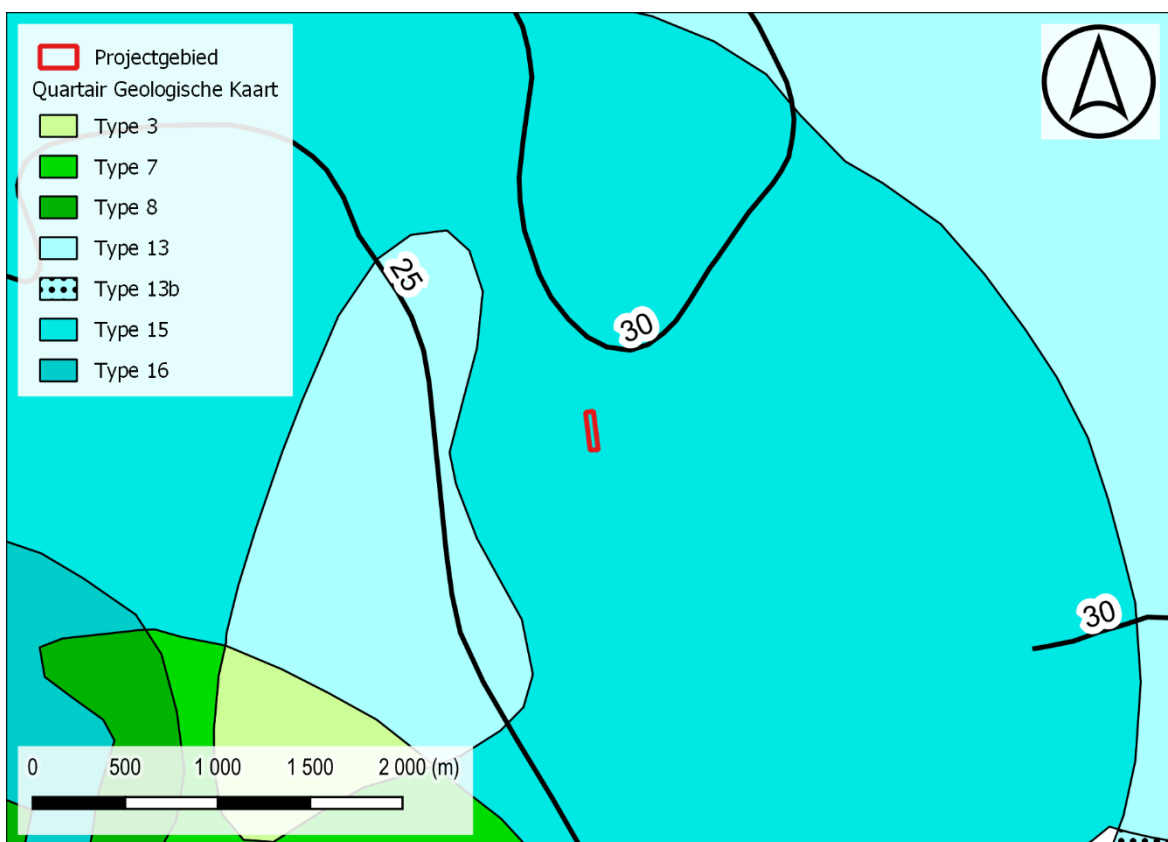 Projectgebied
Quartair Geologische Kaart
Type 3
Type 7
Type 8
Type 13
Type 13b
Type 15
Type 16
25
30
30
0 500 1 000 1 500 2 000 (m)